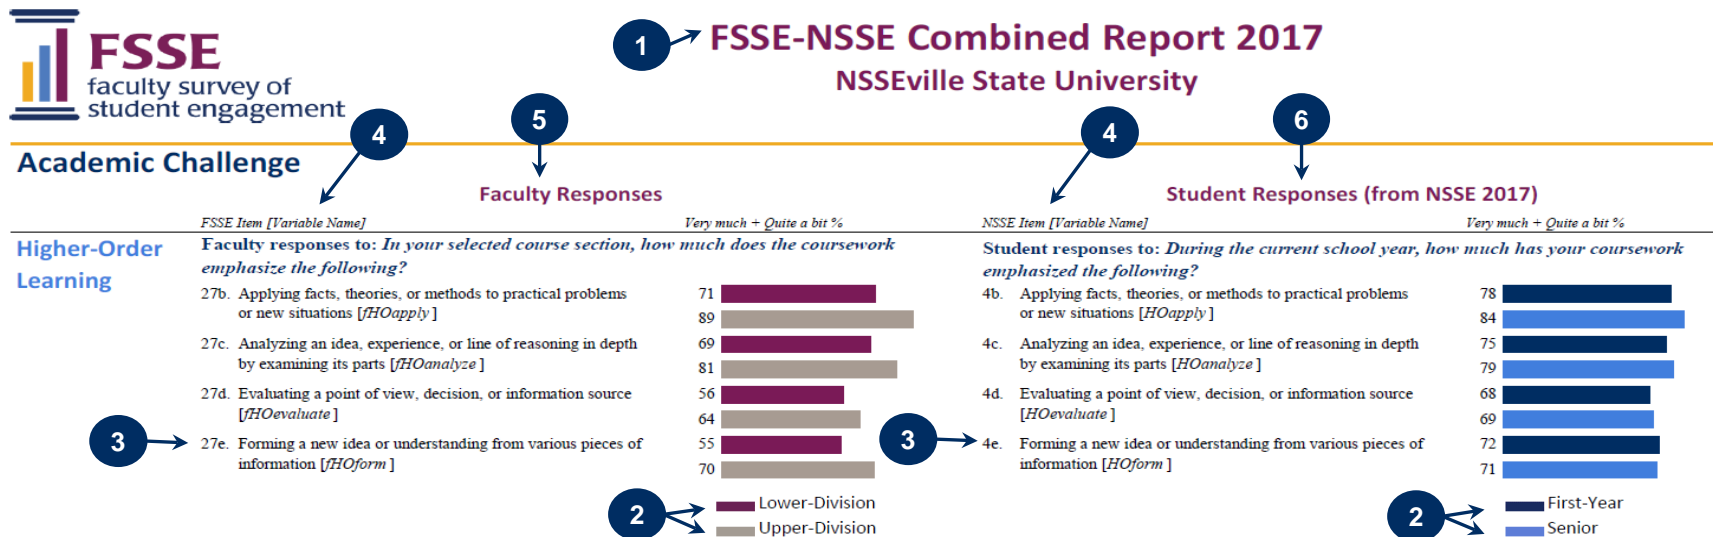 FSSE
faculty survey of
student engagement
1
FSSE-NSSE Combined Report 2017
NSSEville State University
4
5
4
6
Academic Challenge
Faculty Responses
Student Responses (from NSSE 2017)
FSSE Item [Variable Name]
Very much + Quite a bit %
NSSE Item [Variable Name]
Very much + Quite a bit %
Higher-Order
Learning
Faculty responses to: In your selected course section, how much does the coursework
emphasize the following?
27b. Applying facts, theories, or methods to practical problems
or new situations [fHOapply]
71
89
27c. Analyzing an idea, experience, or line of reasoning in depth
by examining its parts [fHOanalyze]
69
81
27d. Evaluating a point of view, decision, or information source
[fHOevaluate]
56
64
3
27e. Forming a new idea or understanding from various pieces of
information [fHOform]
55
70
2
Lower-Division
Upper-Division
Student responses to: During the current school year, how much has your coursework
emphasized the following?
4b. Applying facts, theories, or methods to practical problems
or new situations [HOapply]
78
84
4c. Analyzing an idea, experience, or line of reasoning in depth
by examining its parts [HOanalyze]
75
79
4d. Evaluating a point of view, decision, or information source
[HOevaluate]
68
69
3
4e. Forming a new idea or understanding from various pieces of
information [HOform]
72
71
2
First-Year
Senior